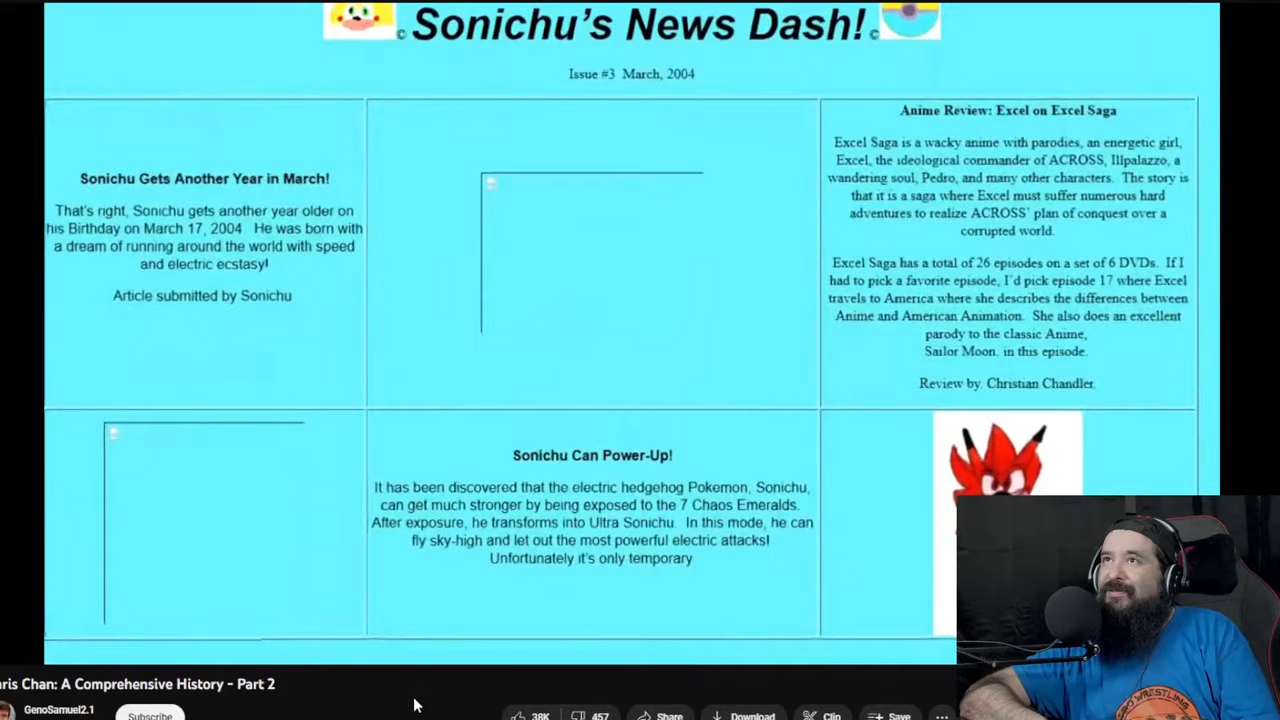 ©Sonichu's News Dash!©
Issue #3 March, 2004
Sonichu Gets Another Year in March!
That's right, Sonichu gets another year older on
his Birthday on March 17, 2004 He was born with
a dream of running around the world with speed
and electric ecstasy!
Article submitted by Sonichu
Anime Review: Excel on Excel Saga
Excel Saga is a wacky anime with parodies, an energetic girl,
Excel, the ideological commander of ACROSS, Illpalazzo, a
wandering soul, Pedro, and many other characters. The story is
that it is a saga where Excel must suffer numerous hard
adventures to realize ACROSS' plan of conquest over a
corrupted world.
Excel Saga has a total of 26 episodes on a set of 6 DVDs. If I
had to pick a favorite episode, I'd pick episode 17 where Excel
travels to America where she describes the differences between
Anime and American Animation. She also does an excellent
parody to the classic Anime,
Sailor Moon, in this episode.
Review by. Christian Chandler.
Sonichu Can Power-Up!
It has been discovered that the electric hedgehog Pokemon, Sonichu,
can get much stronger by being exposed to the 7 Chaos Emeralds.
After exposure, he transforms into Ultra Sonichu. In this mode, he can
fly sky-high and let out the most powerful electric attacks!
Unfortunately it's only temporary
aris Chan: A Comprehensive History - Part 2
GenoSamuel2.1
Subscribe
38K
457
Share
Download
Clip
Save
...
WRESTLING